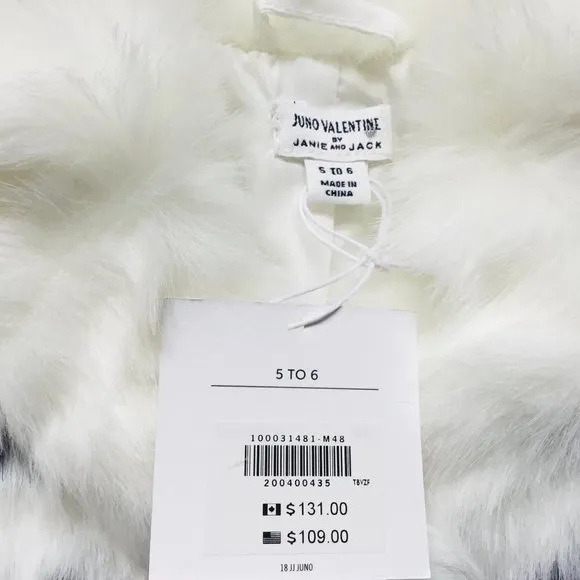 JUNO VALENTINE
BY
JANIE AND JACK
5 TO 6
MADE IN
CHINA
5 TO 6
100031481-M48
200400435 TBVZF
$131.00
$109.00
18 JJ JUNO